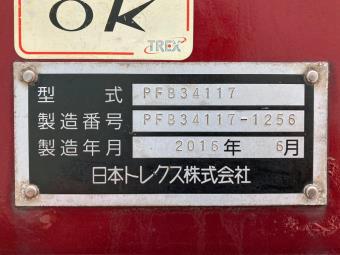 OK
TREX
型 式 PFB34117
製造番号 PFB34117-1256
製造年月 2016年 6月
日本トレクス株式会社